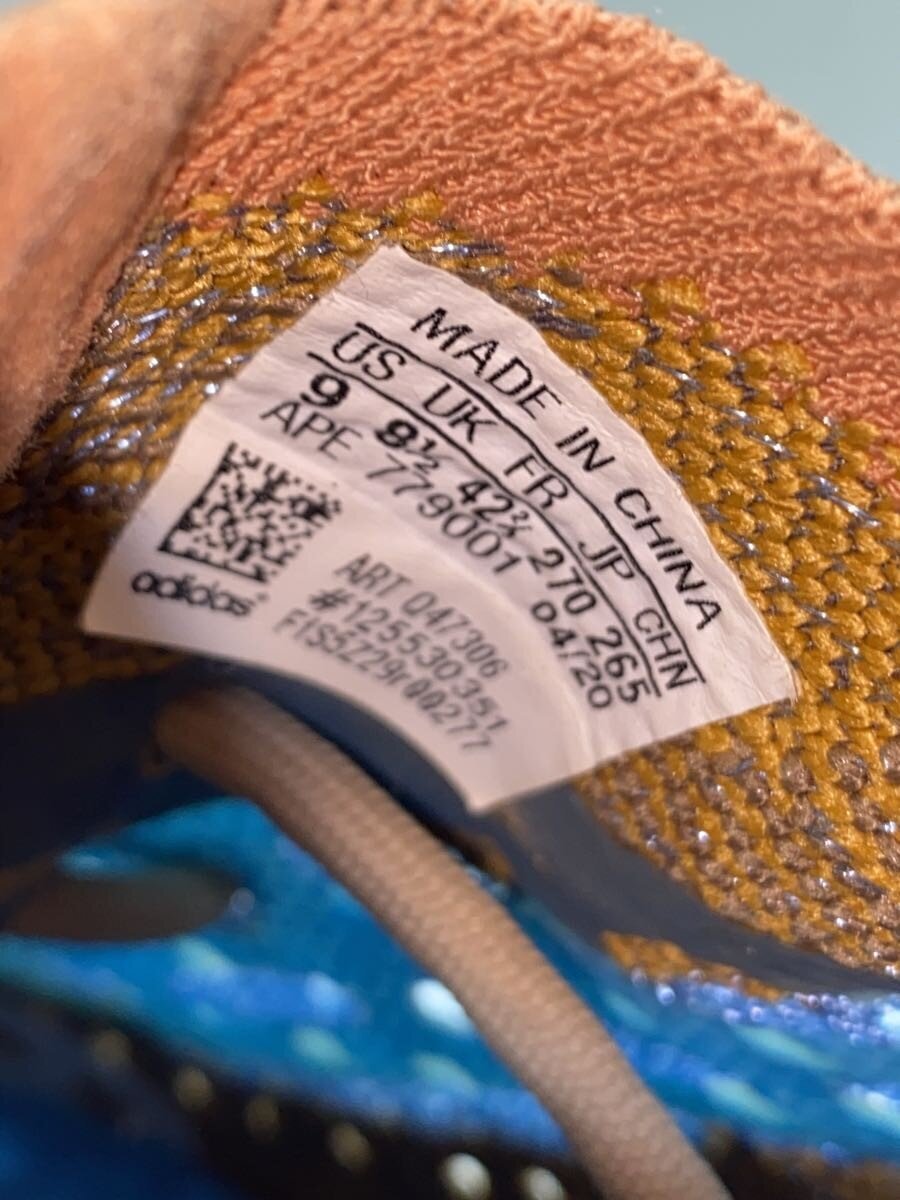 MADE IN CHINA
US UK FR JP CHN
9 8½ 42⅔ 270 265
APE 779001 04/20
adidas
ART Q47306
#125530351
F1S5Z29r00277